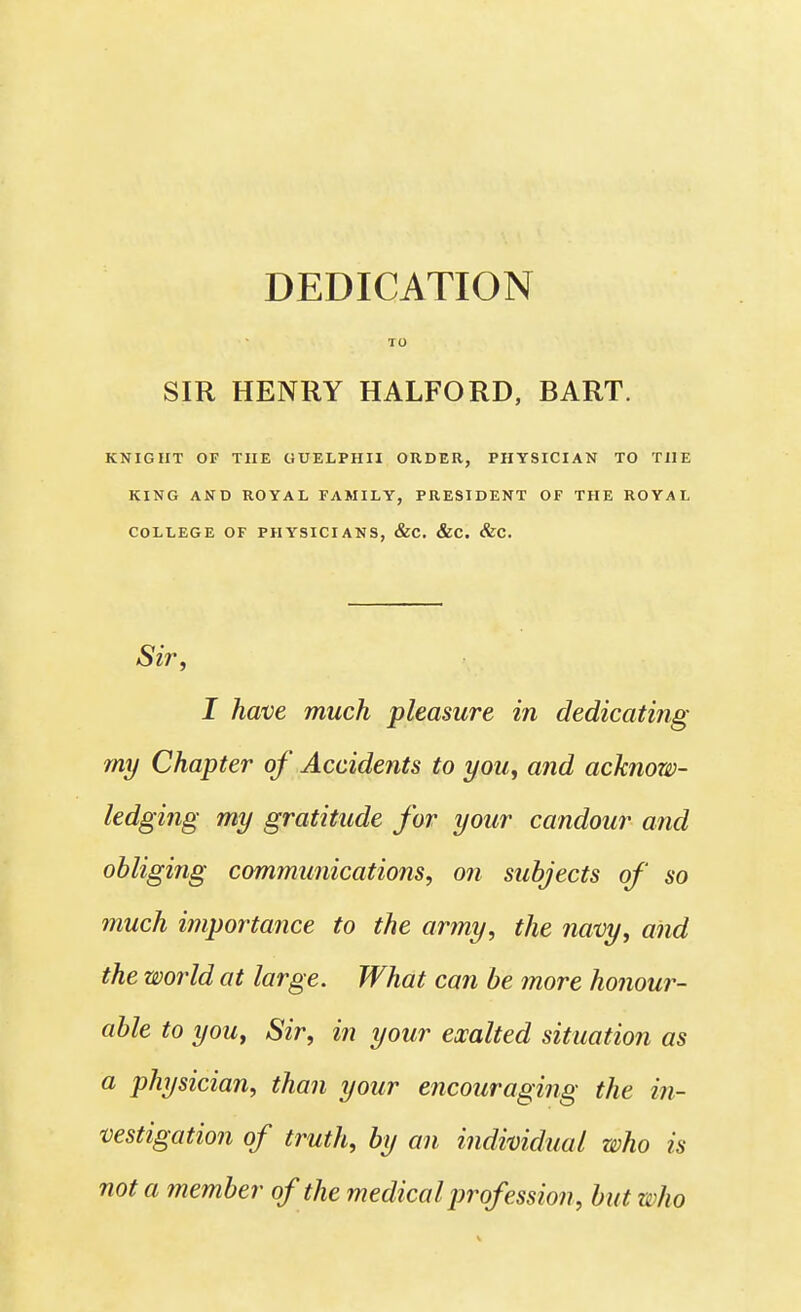 DEDICATION
TO
SIR HENRY HALFORD, BART.
KNIGHT OF THE GUELPHII ORDER, PHYSICIAN TO THE
KING AND ROYAL FAMILY, PRESIDENT OF THE ROYAL
COLLEGE OF PHYSICIANS, &C. &C. &C.
Sir,
I have much pleasure in dedicating
my Chapter of Accidents to you, and acknow-
ledging my gratitude for your candour and
obliging communications, on subjects of so
much importance to the army, the navy, and
the world at large. What can be more honour-
able to you, Sir, in your exalted situation as
a physician, than your encouraging the in-
vestigation of truth, by an individual who is
not a member of the medical profession, but who